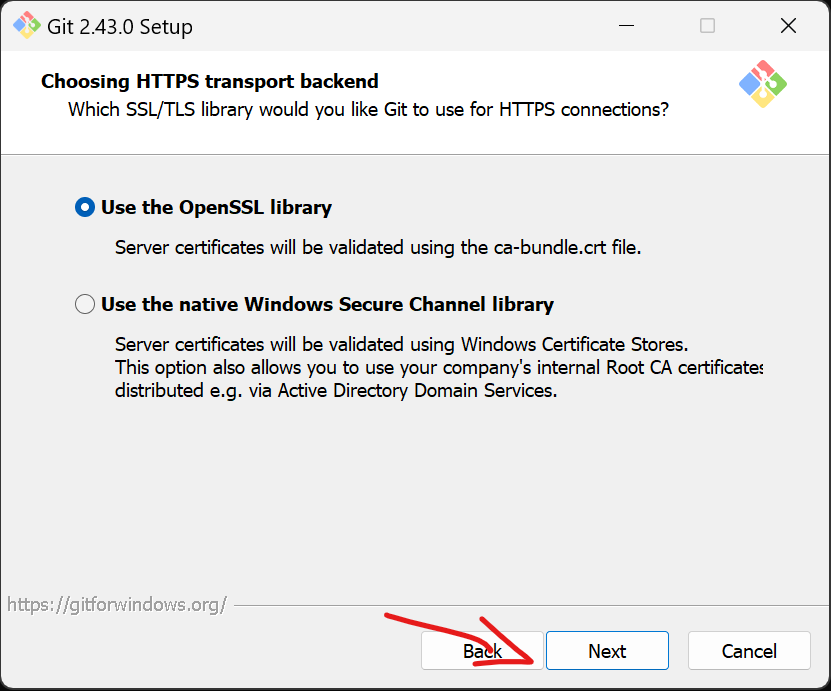 Git 2.43.0 Setup
Choosing HTTPS transport backend
Which SSL/TLS library would you like Git to use for HTTPS connections?
Use the OpenSSL library
Server certificates will be validated using the ca-bundle.crt file.
Use the native Windows Secure Channel library
Server certificates will be validated using Windows Certificate Stores.
This option also allows you to use your company's internal Root CA certificates
distributed e.g. via Active Directory Domain Services.
https://gitforwindows.org/
Back Next Cancel